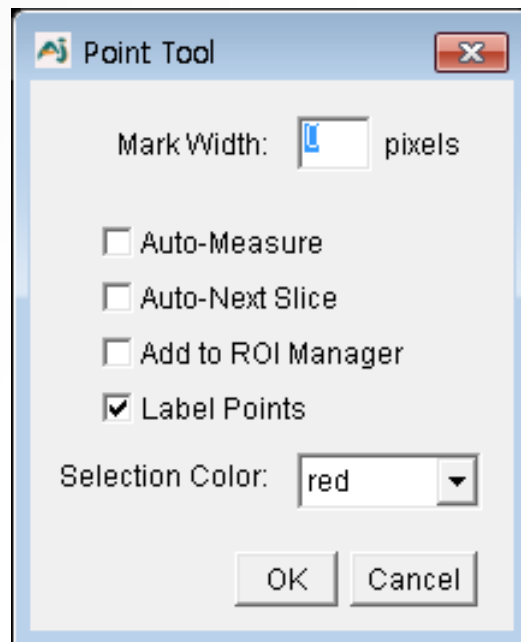 Point Tool
Mark Width: pixels
Auto-Measure
Auto-Next Slice
Add to ROI Manager
Label Points
Selection Color: red
OK Cancel